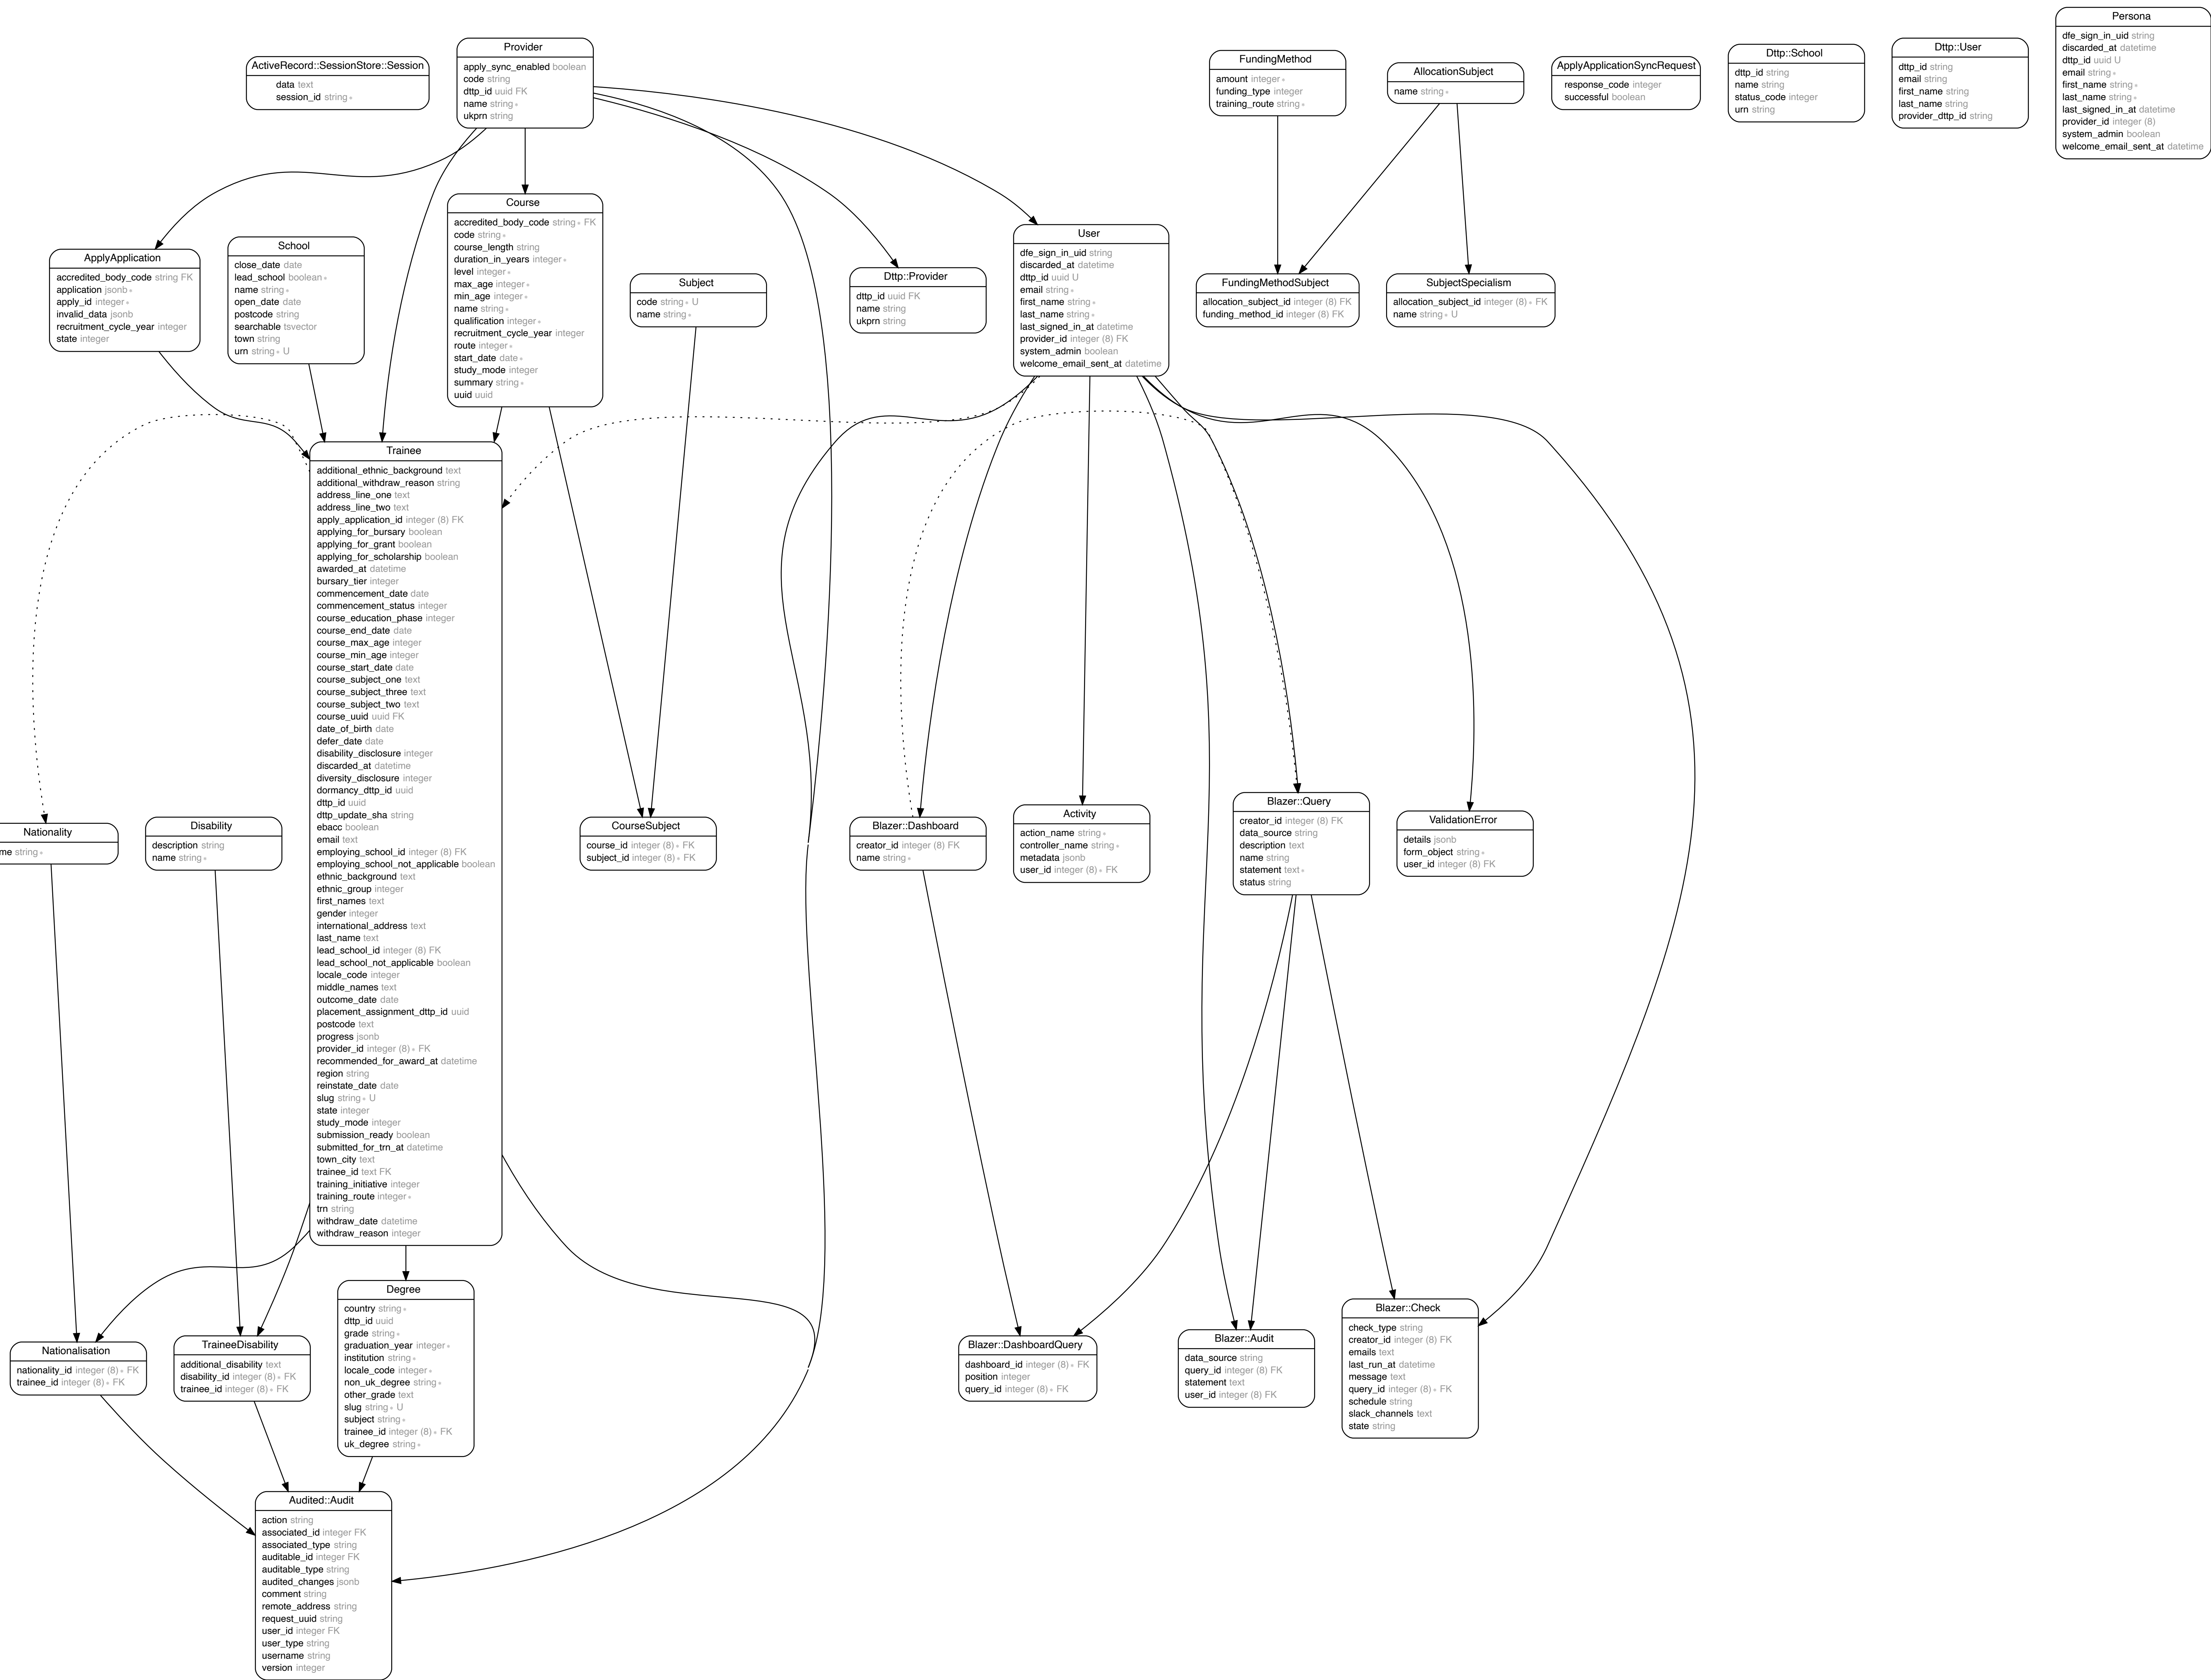 Persona
dfe_sign_in_uid string
discarded_at datetime
dttp_id uuid U
email string∗
first_name string∗
last_name string∗
last_signed_in_at datetime
provider_id integer (8)
system_admin boolean
welcome_email_sent_at datetime
Provider
apply_sync_enabled boolean
code string
dttp_id uuid FK
name string∗
ukprn string
ActiveRecord::SessionStore::Session
data text
session_id string∗
FundingMethod
amount integer∗
funding_type integer
training_route string∗
AllocationSubject
name string∗
ApplyApplicationSyncRequest
response_code integer
successful boolean
Dttp::School
dttp_id string
name string
status_code integer
urn string
Dttp::User
dttp_id string
email string
first_name string
last_name string
provider_dttp_id string
Course
accredited_body_code string∗ FK
code string∗
course_length string
duration_in_years integer∗
level integer∗
max_age integer∗
min_age integer∗
name string∗
qualification integer∗
recruitment_cycle_year integer
route integer∗
start_date date∗
study_mode integer
summary string∗
uuid uuid
ApplyApplication
accredited_body_code string FK
application jsonb∗
apply_id integer∗
invalid_data jsonb
recruitment_cycle_year integer
state integer
School
close_date date
lead_school boolean∗
name string∗
open_date date
postcode string
searchable tsvector
town string
urn string∗ U
Subject
code string∗ U
name string∗
Dttp::Provider
dttp_id uuid FK
name string
ukprn string
User
dfe_sign_in_uid string
discarded_at datetime
dttp_id uuid U
email string∗
first_name string∗
last_name string∗
last_signed_in_at datetime
provider_id integer (8) FK
system_admin boolean
welcome_email_sent_at datetime
FundingMethodSubject
allocation_subject_id integer (8) FK
funding_method_id integer (8) FK
SubjectSpecialism
allocation_subject_id integer (8)∗ FK
name string∗ U
Trainee
additional_ethnic_background text
additional_withdraw_reason string
address_line_one text
address_line_two text
apply_application_id integer (8) FK
applying_for_bursary boolean
applying_for_grant boolean
applying_for_scholarship boolean
awarded_at datetime
bursary_tier integer
commencement_date date
commencement_status integer
course_education_phase integer
course_end_date date
course_max_age integer
course_min_age integer
course_start_date date
course_subject_one text
course_subject_three text
course_subject_two text
course_uuid uuid FK
date_of_birth date
defer_date date
disability_disclosure integer
discarded_at datetime
diversity_disclosure integer
dormancy_dttp_id uuid
dttp_id uuid
dttp_update_sha string
ebacc boolean
email text
employing_school_id integer (8) FK
employing_school_not_applicable boolean
ethnic_background text
ethnic_group integer
first_names text
gender integer
international_address text
last_name text
lead_school_id integer (8) FK
lead_school_not_applicable boolean
locale_code integer
middle_names text
outcome_date date
placement_assignment_dttp_id uuid
postcode text
progress jsonb
provider_id integer (8)∗ FK
recommended_for_award_at datetime
region string
reinstate_date date
slug string∗ U
state integer
study_mode integer
submission_ready boolean
submitted_for_trn_at datetime
town_city text
trainee_id text FK
training_initiative integer
training_route integer∗
trn string
withdraw_date datetime
withdraw_reason integer
Nationality
me string∗
Disability
description string
name string∗
CourseSubject
course_id integer (8)∗ FK
subject_id integer (8)∗ FK
Blazer::Dashboard
creator_id integer (8) FK
name string∗
Activity
action_name string∗
controller_name string∗
metadata jsonb
user_id integer (8)∗ FK
Blazer::Query
creator_id integer (8) FK
data_source string
description text
name string
statement text∗
status string
ValidationError
details jsonb
form_object string∗
user_id integer (8) FK
Degree
country string∗
dttp_id uuid
grade string∗
graduation_year integer∗
institution string∗
locale_code integer∗
non_uk_degree string∗
other_grade text
slug string∗ U
subject string∗
trainee_id integer (8)∗ FK
uk_degree string∗
Nationalisation
nationality_id integer (8)∗ FK
trainee_id integer (8)∗ FK
TraineeDisability
additional_disability text
disability_id integer (8)∗ FK
trainee_id integer (8)∗ FK
Blazer::DashboardQuery
dashboard_id integer (8)∗ FK
position integer
query_id integer (8)∗ FK
Blazer::Audit
data_source string
query_id integer (8) FK
statement text
user_id integer (8) FK
Blazer::Check
check_type string
creator_id integer (8) FK
emails text
last_run_at datetime
message text
query_id integer (8)∗ FK
schedule string
slack_channels text
state string
Audited::Audit
action string
associated_id integer FK
associated_type string
auditable_id integer FK
auditable_type string
audited_changes jsonb
comment string
remote_address string
request_uuid string
user_id integer FK
user_type string
username string
version integer